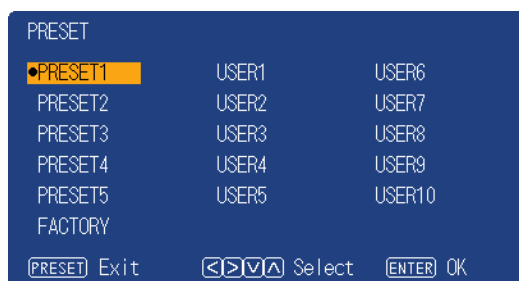 PRESET
●PRESET1 USER1 USER6
PRESET2 USER2 USER7
PRESET3 USER3 USER8
PRESET4 USER4 USER9
PRESET5 USER5 USER10
FACTORY
PRESET Exit <>∨∧ Select ENTER OK